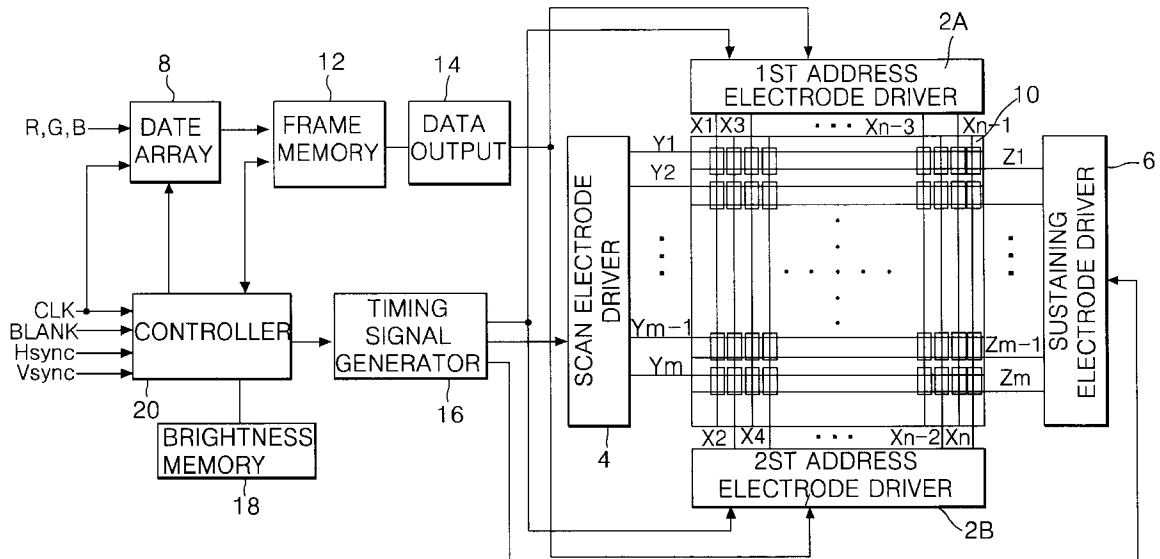 2A
8
12
14
1ST ADDRESS
ELECTRODE DRIVER
10
R,G,B
DATE
ARRAY
FRAME
MEMORY
DATA
OUTPUT
X1
X3
Xn-3
Xn-1
Y1
Z1
6
Y2
SCAN ELECTRODE
DRIVER
SUSTAINING
ELECTRODE DRIVER
CLK
BLANK
Hsync
Vsync
CONTROLLER
TIMING
SIGNAL
GENERATOR
Ym-1
Zm-1
Ym
Zm
20
16
4
BRIGHTNESS
MEMORY
18
X2
X4
Xn-2
Xn
2ST ADDRESS
ELECTRODE DRIVER
2B